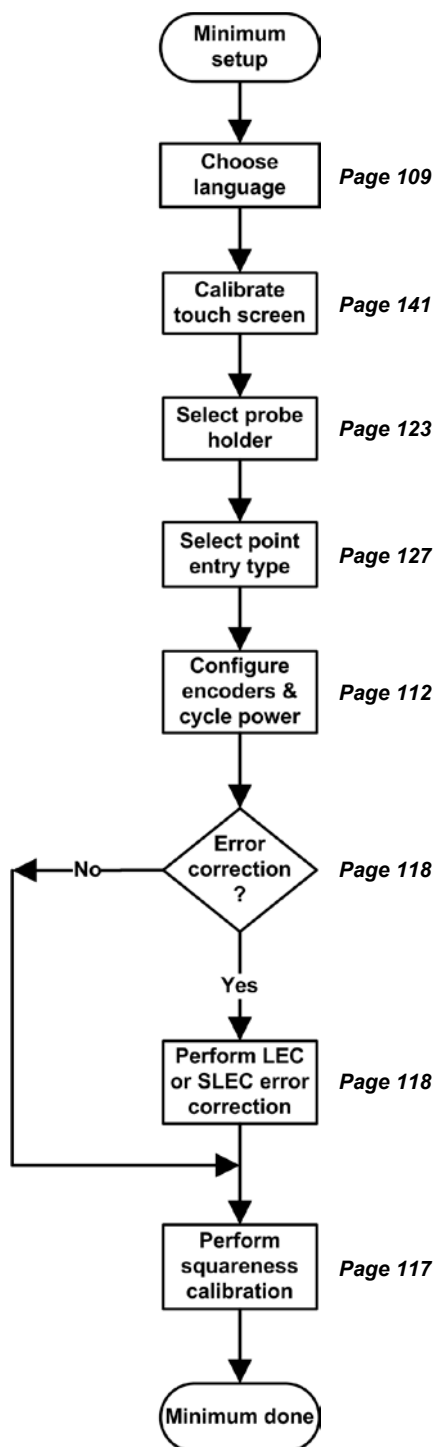 Minimum
setup
Choose
language
Page 109
Calibrate
touch screen
Page 141
Select probe
holder
Page 123
Select point
entry type
Page 127
Configure
encoders &
cycle power
Page 112
Error
correction
?
Page 118
No
Yes
Perform LEC
or SLEC error
correction
Page 118
Perform
squareness
calibration
Page 117
Minimum done